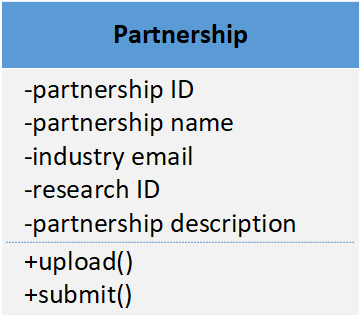 Partnership
-partnership ID
-partnership name
-industry email
-research ID
-partnership description
+upload()
+submit()